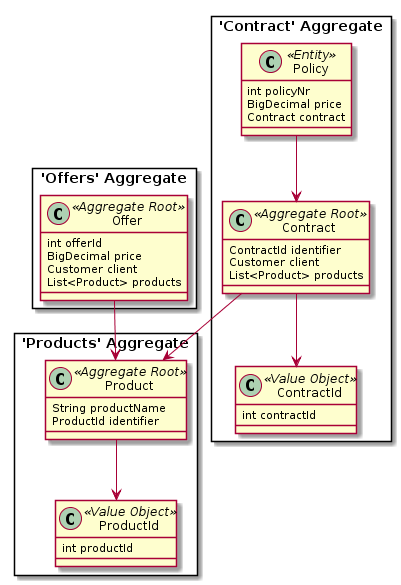 'Contract' Aggregate
C «Entity»
Policy
int policyNr
BigDecimal price
Contract contract
'Offers' Aggregate
C «Aggregate Root»
Offer
int offerId
BigDecimal price
Customer client
List<Product> products
C «Aggregate Root»
Contract
ContractId identifier
Customer client
List<Product> products
'Products' Aggregate
C «Aggregate Root»
Product
String productName
ProductId identifier
C «Value Object»
ContractId
int contractId
C «Value Object»
ProductId
int productId